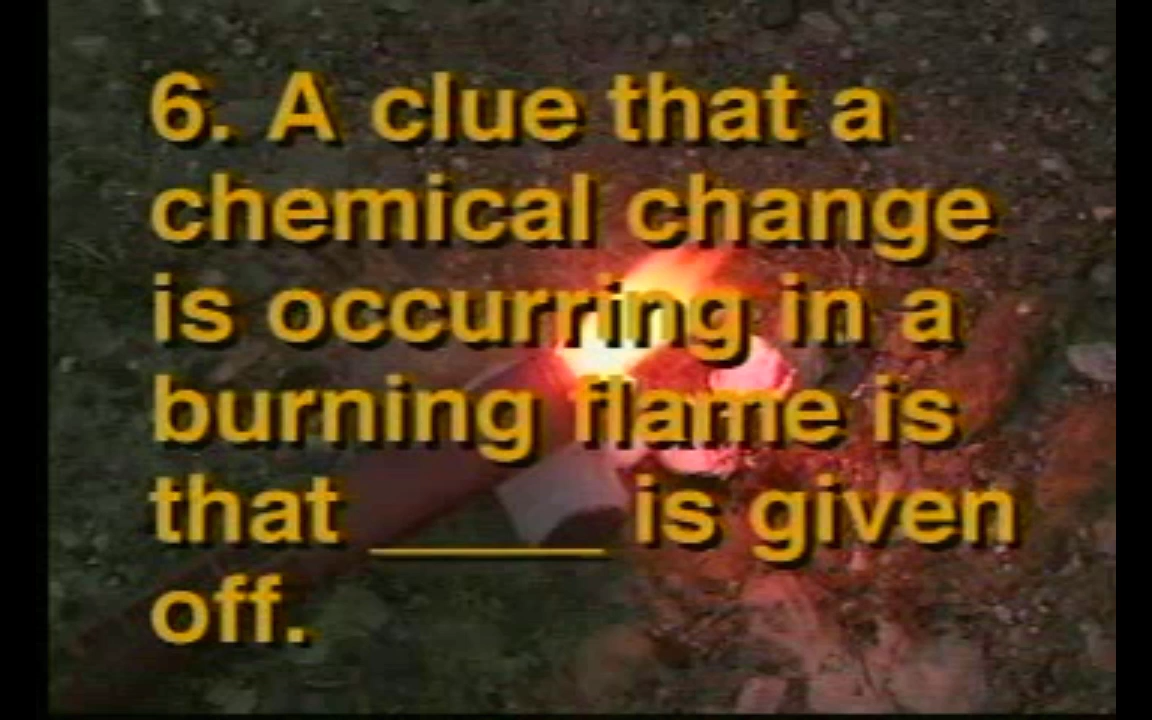 6. A clue that a
chemical change
is occurring in a
burning flame is
that ______ is given
off.